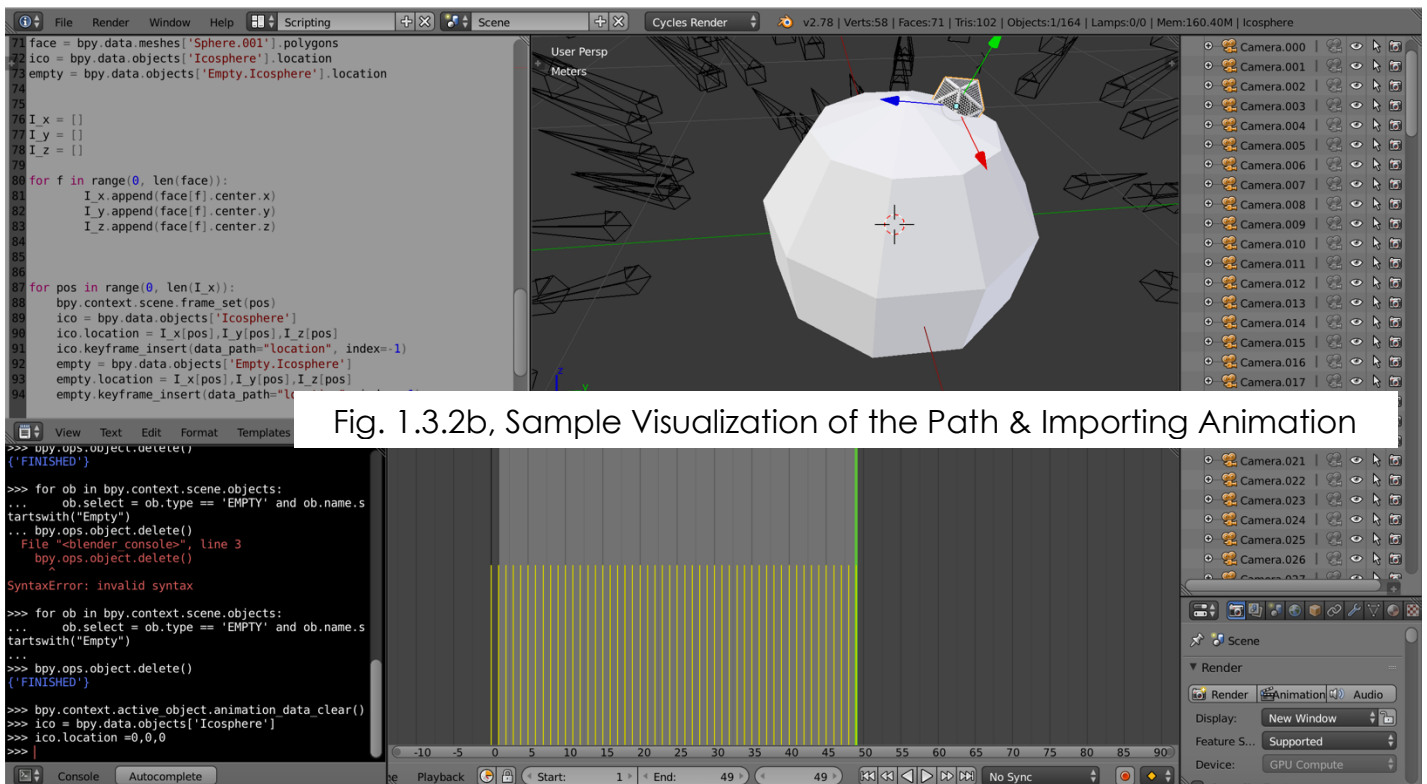 File Render Window Help Scripting Scene Cycles Render v2.78 | Verts:58 | Faces:71 | Tris:102 | Objects:1/164 | Lamps:0/0 | Mem:160.40M | Icosphere
71 face = bpy.data.meshes['Sphere.001'].polygons
72 ico = bpy.data.objects['Icosphere'].location
73 empty = bpy.data.objects['Empty.Icosphere'].location
74
75
76 I_x = []
77 I_y = []
78 I_z = []
79
80 for f in range(0, len(face)):
81 I_x.append(face[f].center.x)
82 I_y.append(face[f].center.y)
83 I_z.append(face[f].center.z)
84
85
86
87 for pos in range(0, len(I_x)):
88 bpy.context.scene.frame_set(pos)
89 ico = bpy.data.objects['Icosphere']
90 ico.location = I_x[pos],I_y[pos],I_z[pos]
91 ico.keyframe_insert(data_path="location", index=-1)
92 empty = bpy.data.objects['Empty.Icosphere']
93 empty.location = I_x[pos],I_y[pos],I_z[pos]
94 empty.keyframe_insert(data_path="lo
View Text Edit Format Templates
User Persp
Meters
z
y
Camera.000
Camera.001
Camera.002
Camera.003
Camera.004
Camera.005
Camera.006
Camera.007
Camera.008
Camera.009
Camera.010
Camera.011
Camera.012
Camera.013
Camera.014
Camera.015
Camera.016
Camera.017
Fig. 1.3.2b, Sample Visualization of the Path & Importing Animation
>>> bpy.ops.object.delete()
{'FINISHED'}
>>> for ob in bpy.context.scene.objects:
... ob.select = ob.type == 'EMPTY' and ob.name.s
tartswith("Empty")
... bpy.ops.object.delete()
File "<blender_console>", line 3
bpy.ops.object.delete()
^
SyntaxError: invalid syntax
>>> for ob in bpy.context.scene.objects:
... ob.select = ob.type == 'EMPTY' and ob.name.s
tartswith("Empty")
...
>>> bpy.ops.object.delete()
{'FINISHED'}
>>> bpy.context.active_object.animation_data_clear()
>>> ico = bpy.data.objects['Icosphere']
>>> ico.location =0,0,0
>>>
Console Autocomplete
-10 -5 0 5 10 15 20 25 30 35 40 45 50 55 60 65 70 75 80 85 90
Playback Start: 1 End: 49 49 No Sync
Camera.021
Camera.022
Camera.023
Camera.024
Camera.025
Camera.026
Camera.027
Scene
Render
Render Animation Audio
Display: New Window
Feature S... Supported
Device: GPU Compute